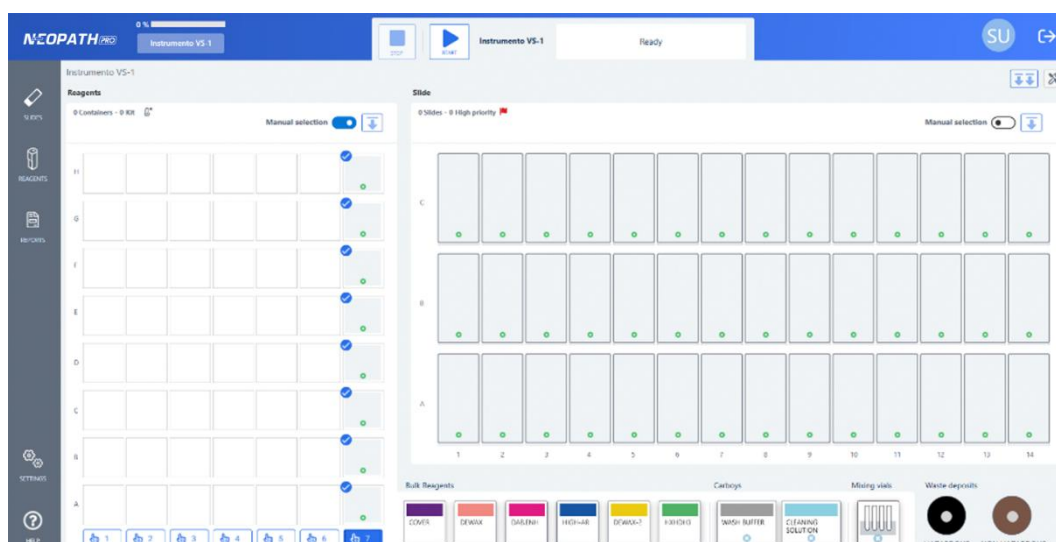 NEOPATH PRO
0 %
Instrumento VS-1
STOP
START
Instrumento VS-1
Ready
SU
Instrumento VS-1
Reagents
Slide
0 Containers - 0 Kit
Manual selection
0 Slides - 0 High priority
Manual selection
SLIDES
REAGENTS
REPORTS
SETTINGS
HELP
H
G
F
E
D
C
B
A
1 2 3 4 5 6 7
C
B
A
1 2 3 4 5 6 7 8 9 10 11 12 13 14
Bulk Reagents
Carboys
Mixing vials
Waste deposits
COVER
DEWAX
DAB/ENH
HIGH-AR
DEWAX-2
WASH BUFFER
CLEANING
SOLUTION